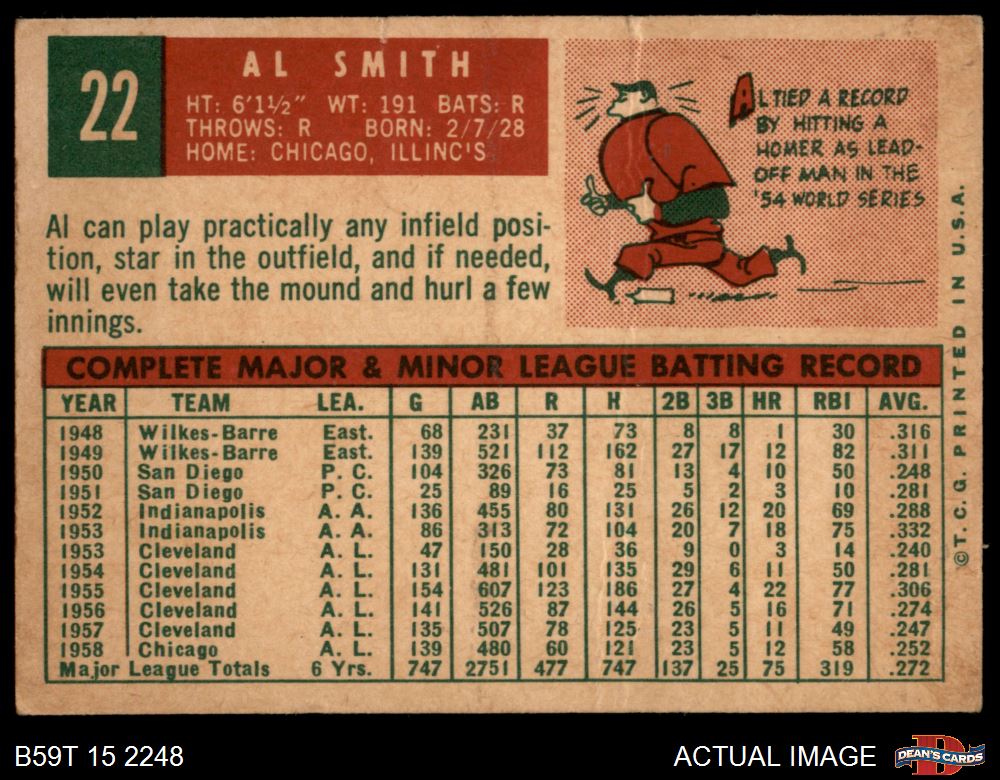 22
AL SMITH
HT: 6'1½" WT: 191 BATS: R
THROWS: R BORN: 2/7/28
HOME: CHICAGO, ILLINC'S
AL TIED A RECORD
BY HITTING A
HOMER AS LEAD-
OFF MAN IN THE
'54 WORLD SERIES
Al can play practically any infield posi-
tion, star in the outfield, and if needed,
will even take the mound and hurl a few
innings.
COMPLETE MAJOR & MINOR LEAGUE BATTING RECORD
YEAR TEAM LEA. G AB R H 2B 3B HR RBI AVG.
1948 Wilkes-Barre East. 68 231 37 73 8 8 1 30 .316
1949 Wilkes-Barre East. 139 521 112 162 27 17 12 82 .311
1950 San Diego P. C. 104 326 73 81 13 4 10 50 .248
1951 San Diego P. C. 25 89 16 25 5 2 3 10 .281
1952 Indianapolis A. A. 136 455 80 131 26 12 20 69 .288
1953 Indianapolis A. A. 86 313 72 104 20 7 18 75 .332
1953 Cleveland A. L. 47 150 28 36 9 0 3 14 .240
1954 Cleveland A. L. 131 481 101 135 29 6 11 50 .281
1955 Cleveland A. L. 154 607 123 186 27 4 22 77 .306
1956 Cleveland A. L. 141 526 87 144 26 5 16 71 .274
1957 Cleveland A. L. 135 507 78 125 23 5 11 49 .247
1958 Chicago A. L. 139 480 60 121 23 5 12 58 .252
Major League Totals 6 Yrs. 747 2751 477 747 137 25 75 319 .272
©T.C.G. PRINTED IN U.S.A.
B59T 15 2248
ACTUAL IMAGE
D
DEAN'S CARDS